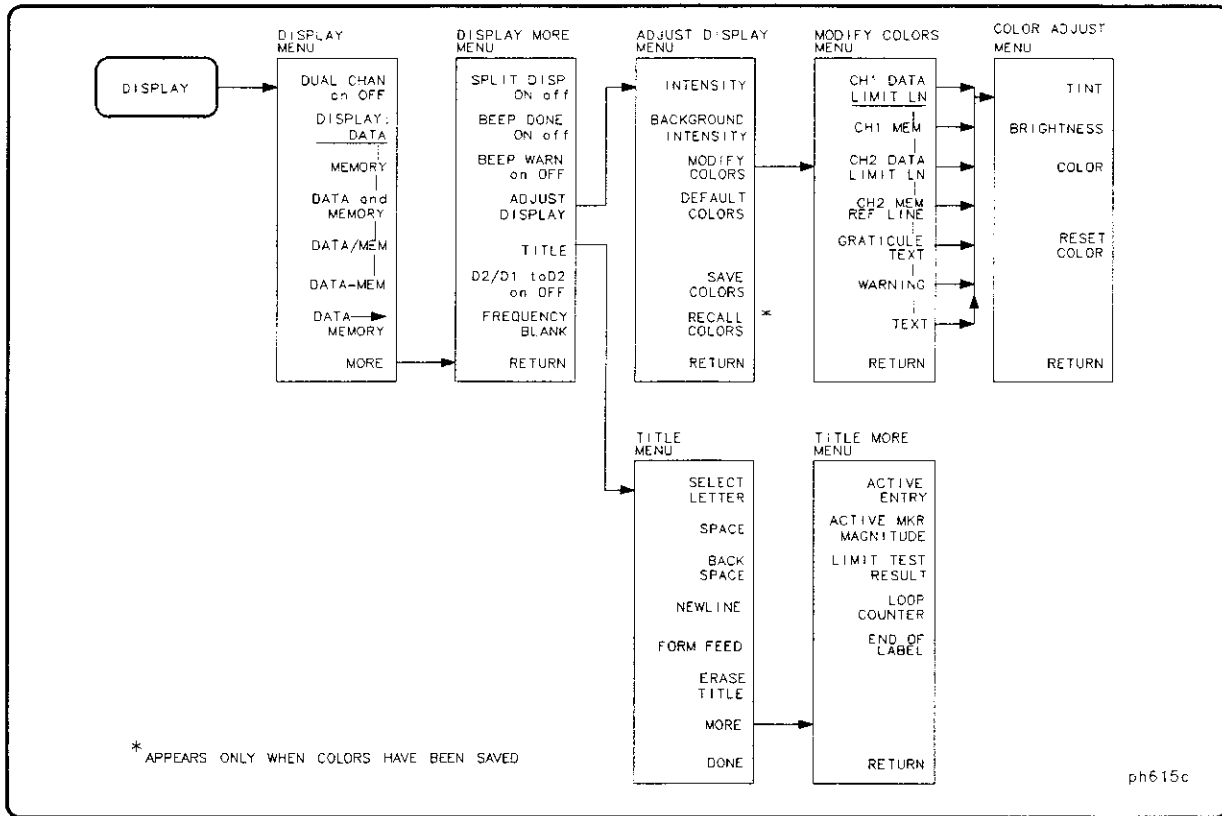 DISPLAY
DISPLAY
MENU
DUAL CHAN
on OFF
DISPLAY:
DATA
MEMORY
DATA and
MEMORY
DATA/MEM
DATA-MEM
DATA
MEMORY
MORE
DISPLAY MORE
MENU
SPLIT DISP
ON off
BEEP DONE
ON off
BEEP WARN
on OFF
ADJUST
DISPLAY
TITLE
D2/D1 toD2
on OFF
FREQUENCY
BLANK
RETURN
ADJUST DISPLAY
MENU
INTENSITY
BACKGROUND
INTENSITY
MODIFY
COLORS
DEFAULT
COLORS
SAVE
COLORS
RECALL *
COLORS
RETURN
MODIFY COLORS
MENU
CH1 DATA
LIMIT LN
CH1 MEM
CH2 DATA
LIMIT LN
CH2 MEM
REF LINE
GRATICULE
TEXT
WARNING
TEXT
RETURN
COLOR ADJUST
MENU
TINT
BRIGHTNESS
COLOR
RESET
COLOR
RETURN
TITLE
MENU
SELECT
LETTER
SPACE
BACK
SPACE
NEWLINE
FORM FEED
ERASE
TITLE
MORE
DONE
TITLE MORE
MENU
ACTIVE
ENTRY
ACTIVE MKR
MAGNITUDE
LIMIT TEST
RESULT
LOOP
COUNTER
END OF
LABEL
RETURN
* APPEARS ONLY WHEN COLORS HAVE BEEN SAVED
ph615c